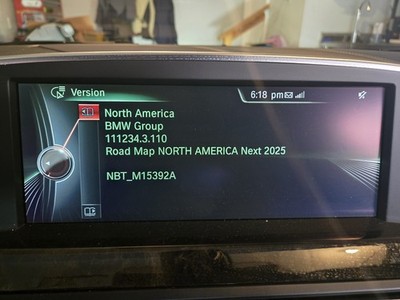 Version
6:18 pm
North America
BMW Group
111234.3.110
Road Map NORTH AMERICA Next 2025
NBT_M15392A